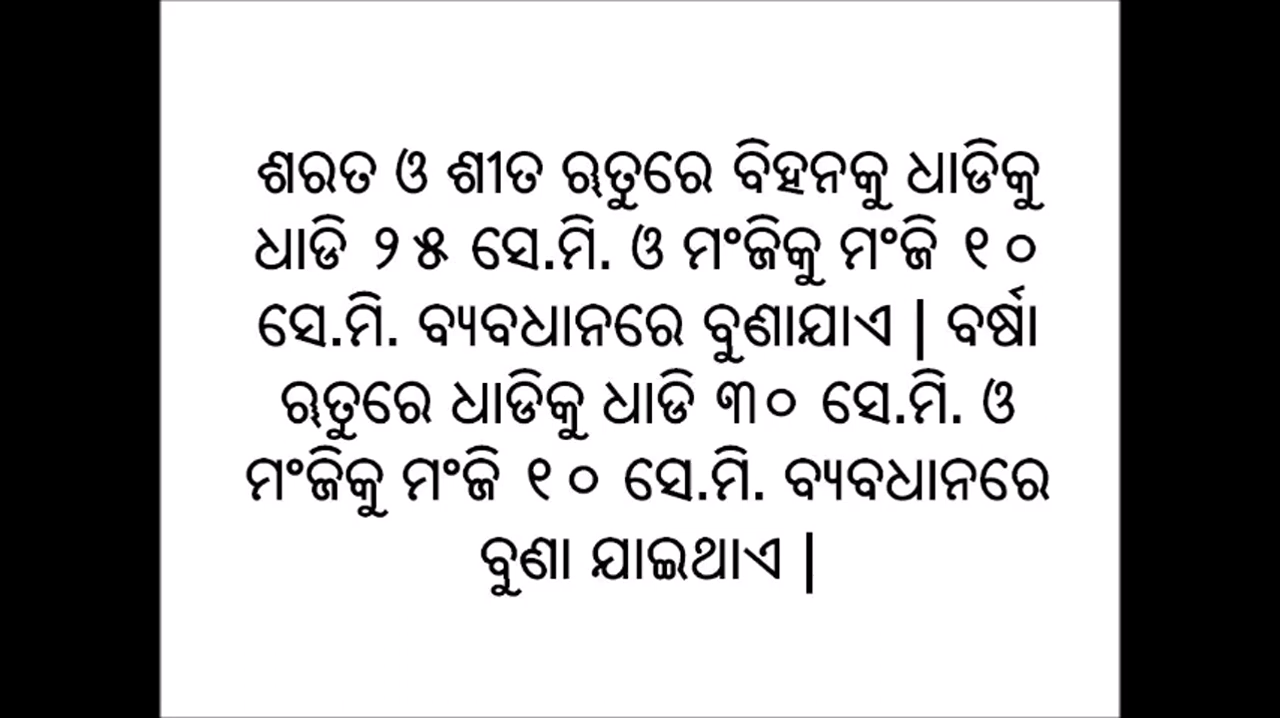 ଶରତ ଓ ଶୀତ ଋତୁରେ ବିହନକୁ ଧାଡିକୁ
ଧାଡି ୨୫ ସେ.ମି. ଓ ମଂଜିକୁ ମଂଜି ୧୦
ସେ.ମି. ବ୍ୟବଧାନରେ ବୁଣାଯାଏ | ବର୍ଷା
ଋତୁରେ ଧାଡିକୁ ଧାଡି ୩୦ ସେ.ମି. ଓ
ମଂଜିକୁ ମଂଜି ୧୦ ସେ.ମି. ବ୍ୟବଧାନରେ
ବୁଣା ଯାଇଥାଏ |